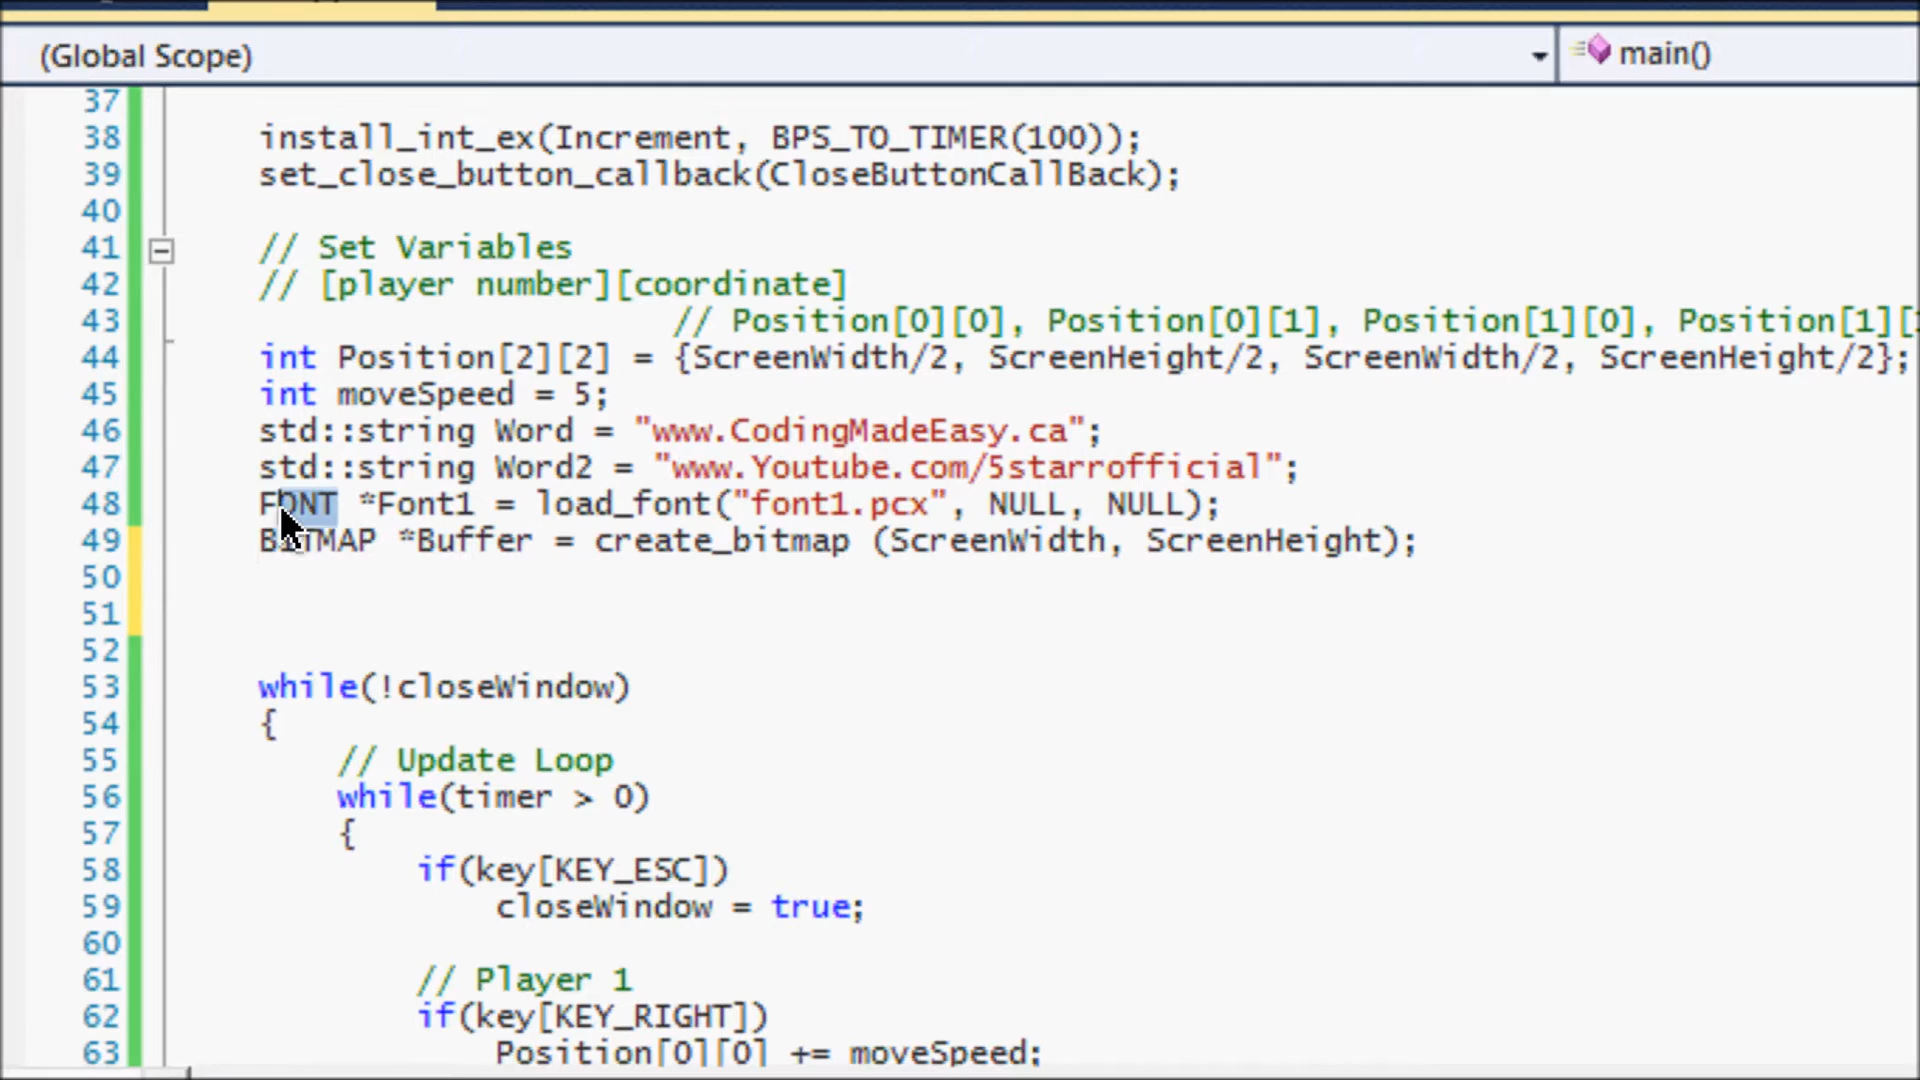 (Global Scope) main()
37
38 install_int_ex(Increment, BPS_TO_TIMER(100));
39 set_close_button_callback(CloseButtonCallBack);
40
41 // Set Variables
42 // [player number][coordinate]
43 // Position[0][0], Position[0][1], Position[1][0], Position[1][
44 int Position[2][2] = {ScreenWidth/2, ScreenHeight/2, ScreenWidth/2, ScreenHeight/2};
45 int moveSpeed = 5;
46 std::string Word = "www.CodingMadeEasy.ca";
47 std::string Word2 = "www.Youtube.com/5starrofficial";
48 FONT *Font1 = load_font("font1.pcx", NULL, NULL);
49 BITMAP *Buffer = create_bitmap (ScreenWidth, ScreenHeight);
50
51
52
53 while(!closeWindow)
54 {
55 // Update Loop
56 while(timer > 0)
57 {
58 if(key[KEY_ESC])
59 closeWindow = true;
60
61 // Player 1
62 if(key[KEY_RIGHT])
63 Position[0][0] += moveSpeed;